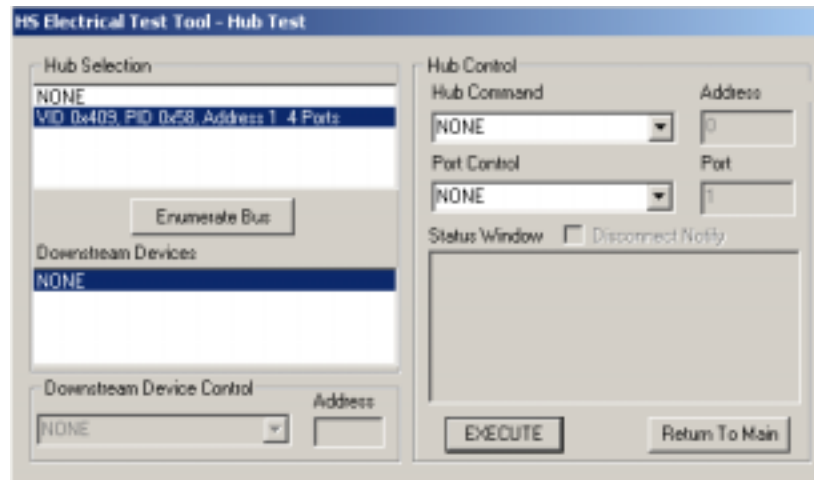 HS Electrical Test Tool - Hub Test
Hub Selection
NONE
VID 0x409, PID 0x58, Address 1 4 Ports
Enumerate Bus
Downstream Devices
NONE
Downstream Device Control
Address
NONE
Hub Control
Hub Command
Address
NONE
0
Port Control
Port
NONE
1
Status Window
Disconnect Notify
EXECUTE
Return To Main